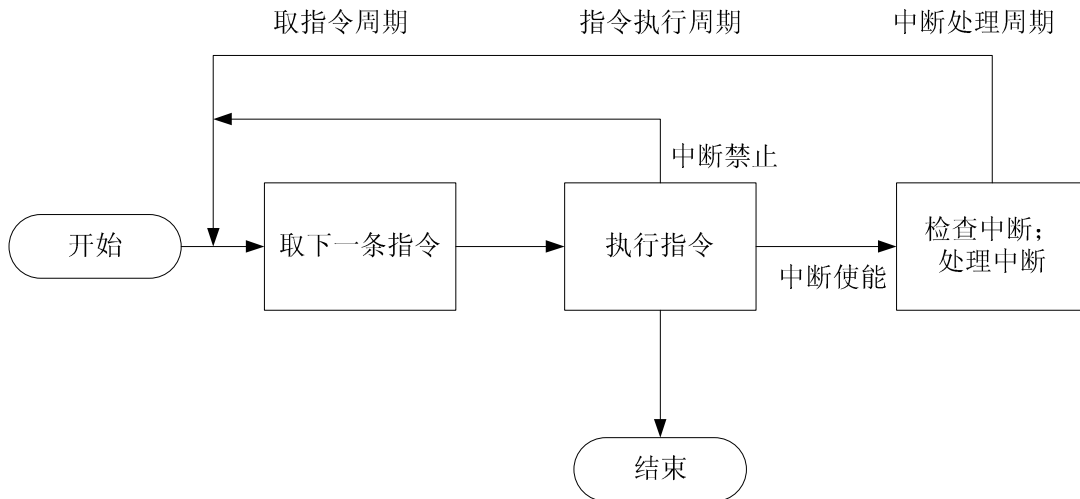 取指令周期
指令执行周期
中断处理周期
中断禁止
开始
取下一条指令
执行指令
中断使能
检查中断；
处理中断
结束